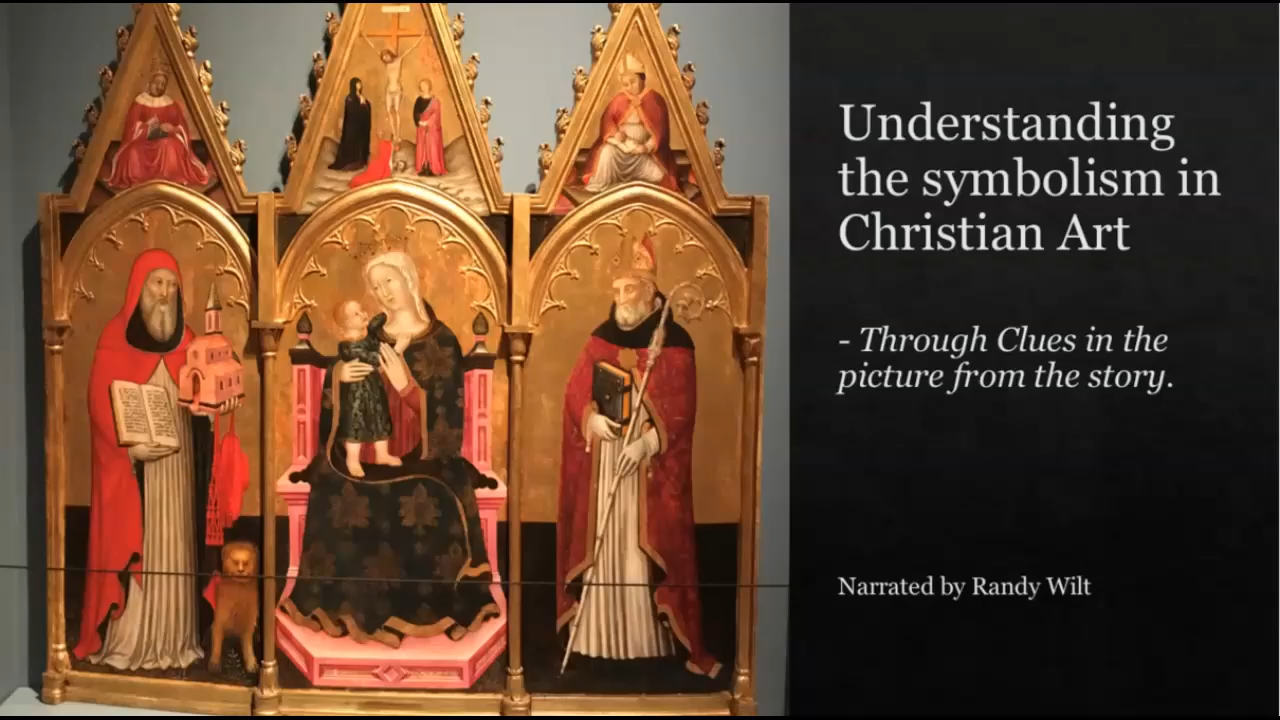 Understanding
the symbolism in
Christian Art
- Through Clues in the
picture from the story.
Narrated by Randy Wilt